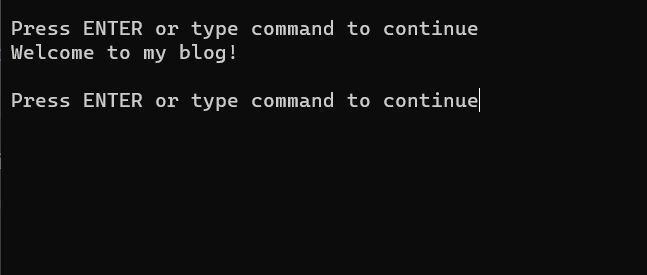 Press ENTER or type command to continue
Welcome to my blog!
Press ENTER or type command to continue